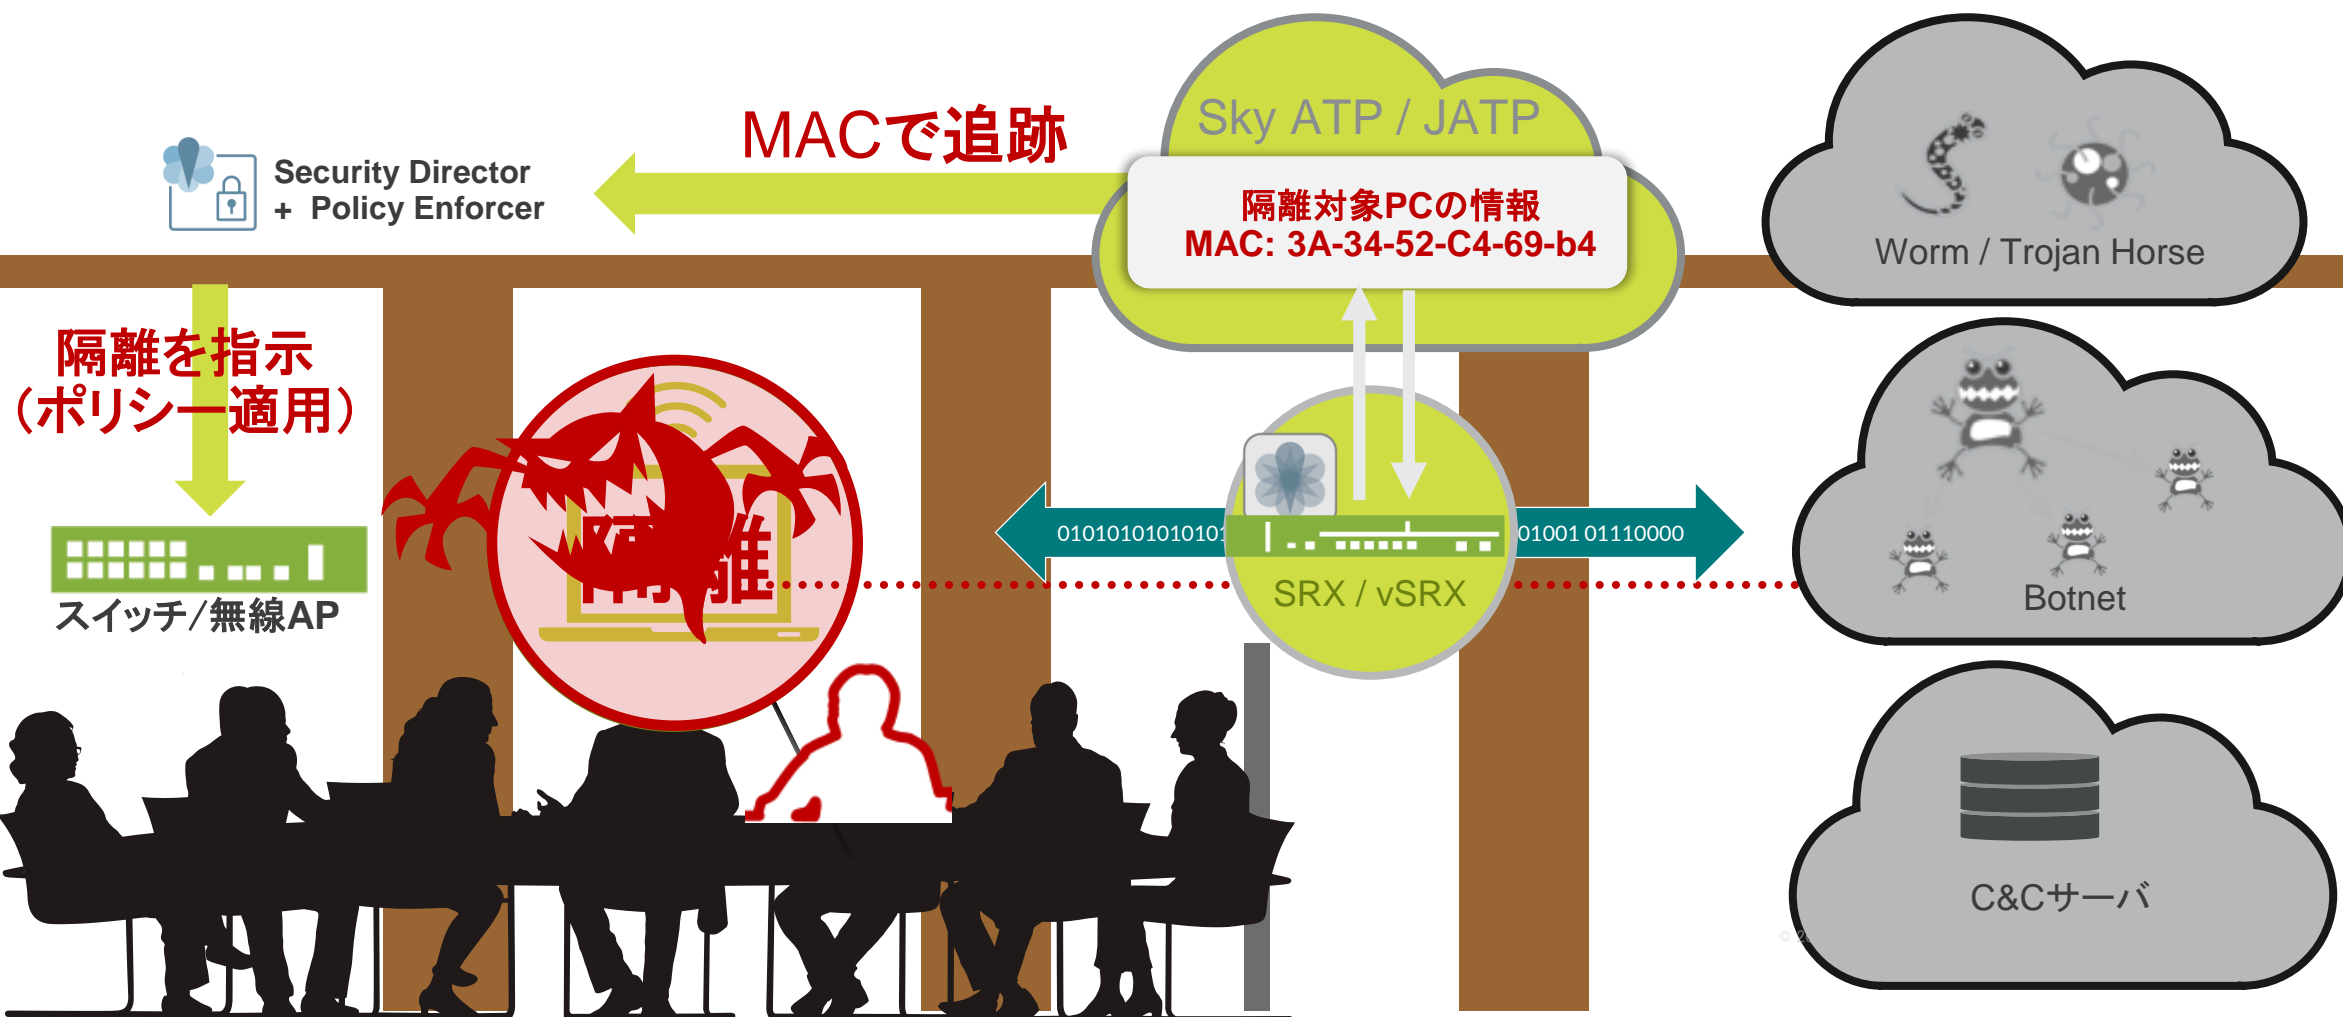 Sky ATP / JATP
MACで追跡
Security Director
+ Policy Enforcer
隔離対象PCの情報
MAC: 3A-34-52-C4-69-b4
Worm / Trojan Horse
隔離を指示
（ポリシー適用）
隔離
01010101010101
01001 01110000
SRX / vSRX
スイッチ/無線AP
Botnet
C&Cサーバ